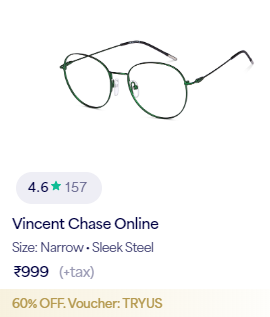 4.6★ 157
Vincent Chase Online
Size: Narrow • Sleek Steel
₹999 (+tax)
60% OFF. Voucher: TRYUS